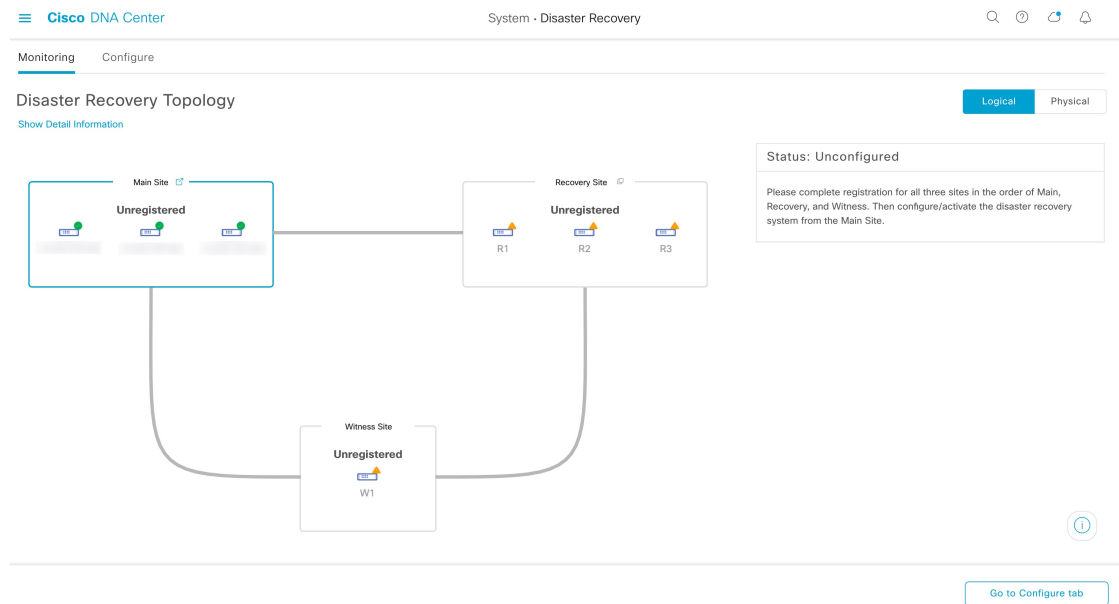 Cisco DNA Center
System · Disaster Recovery
Monitoring Configure
Disaster Recovery Topology
Logical Physical
Show Detail Information
Status: Unconfigured
Please complete registration for all three sites in the order of Main,
Recovery, and Witness. Then configure/activate the disaster recovery
system from the Main Site.
Main Site
Unregistered
Recovery Site
Unregistered
R1 R2 R3
Witness Site
Unregistered
W1
Go to Configure tab